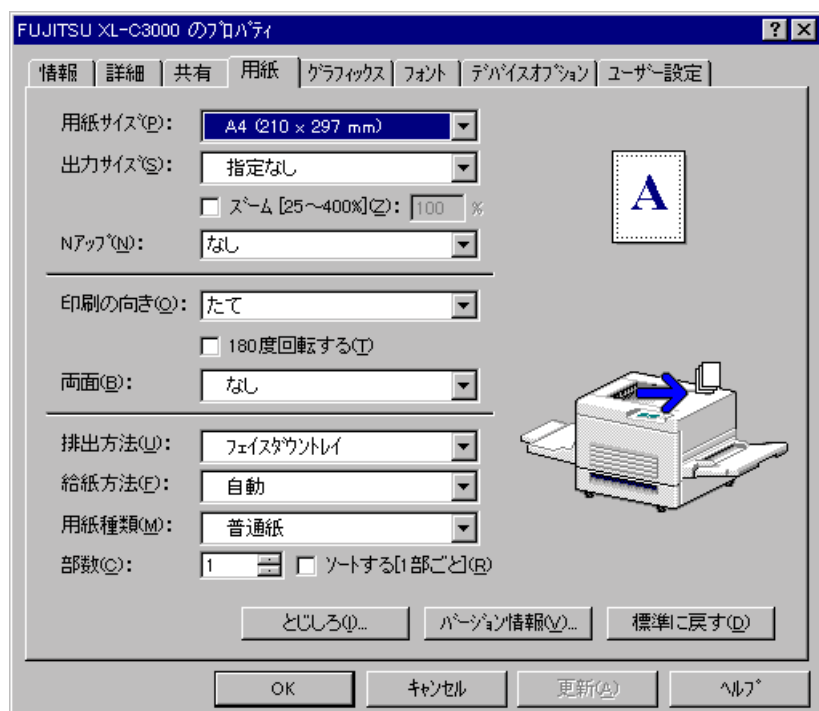 FUJITSU XL-C3000 のﾌﾟﾛﾊﾟﾃｨ
情報 詳細 共有 用紙 ｸﾞﾗﾌｨｯｸｽ ﾌｫﾝﾄ ﾃﾞﾊﾞｲｽｵﾌﾟｼｮﾝ ﾕｰｻﾞｰ設定
用紙ｻｲｽﾞ(P): A4 (210 × 297 mm)
出力ｻｲｽﾞ(S): 指定なし
ｽﾞｰﾑ [25～400%](Z): 100 %
Nｱｯﾌﾟ(N): なし
A
印刷の向き(O): たて
180度回転する(T)
両面(B): なし
排出方法(U): ﾌｪｲｽﾀﾞｳﾝﾄﾚｲ
給紙方法(F): 自動
用紙種類(M): 普通紙
部数(C): 1 ｿｰﾄする[1部ごと](R)
とじしろ(I)... ﾊﾞｰｼﾞｮﾝ情報(V)... 標準に戻す(D)
OK ｷｬﾝｾﾙ 更新(A) ﾍﾙﾌﾟ